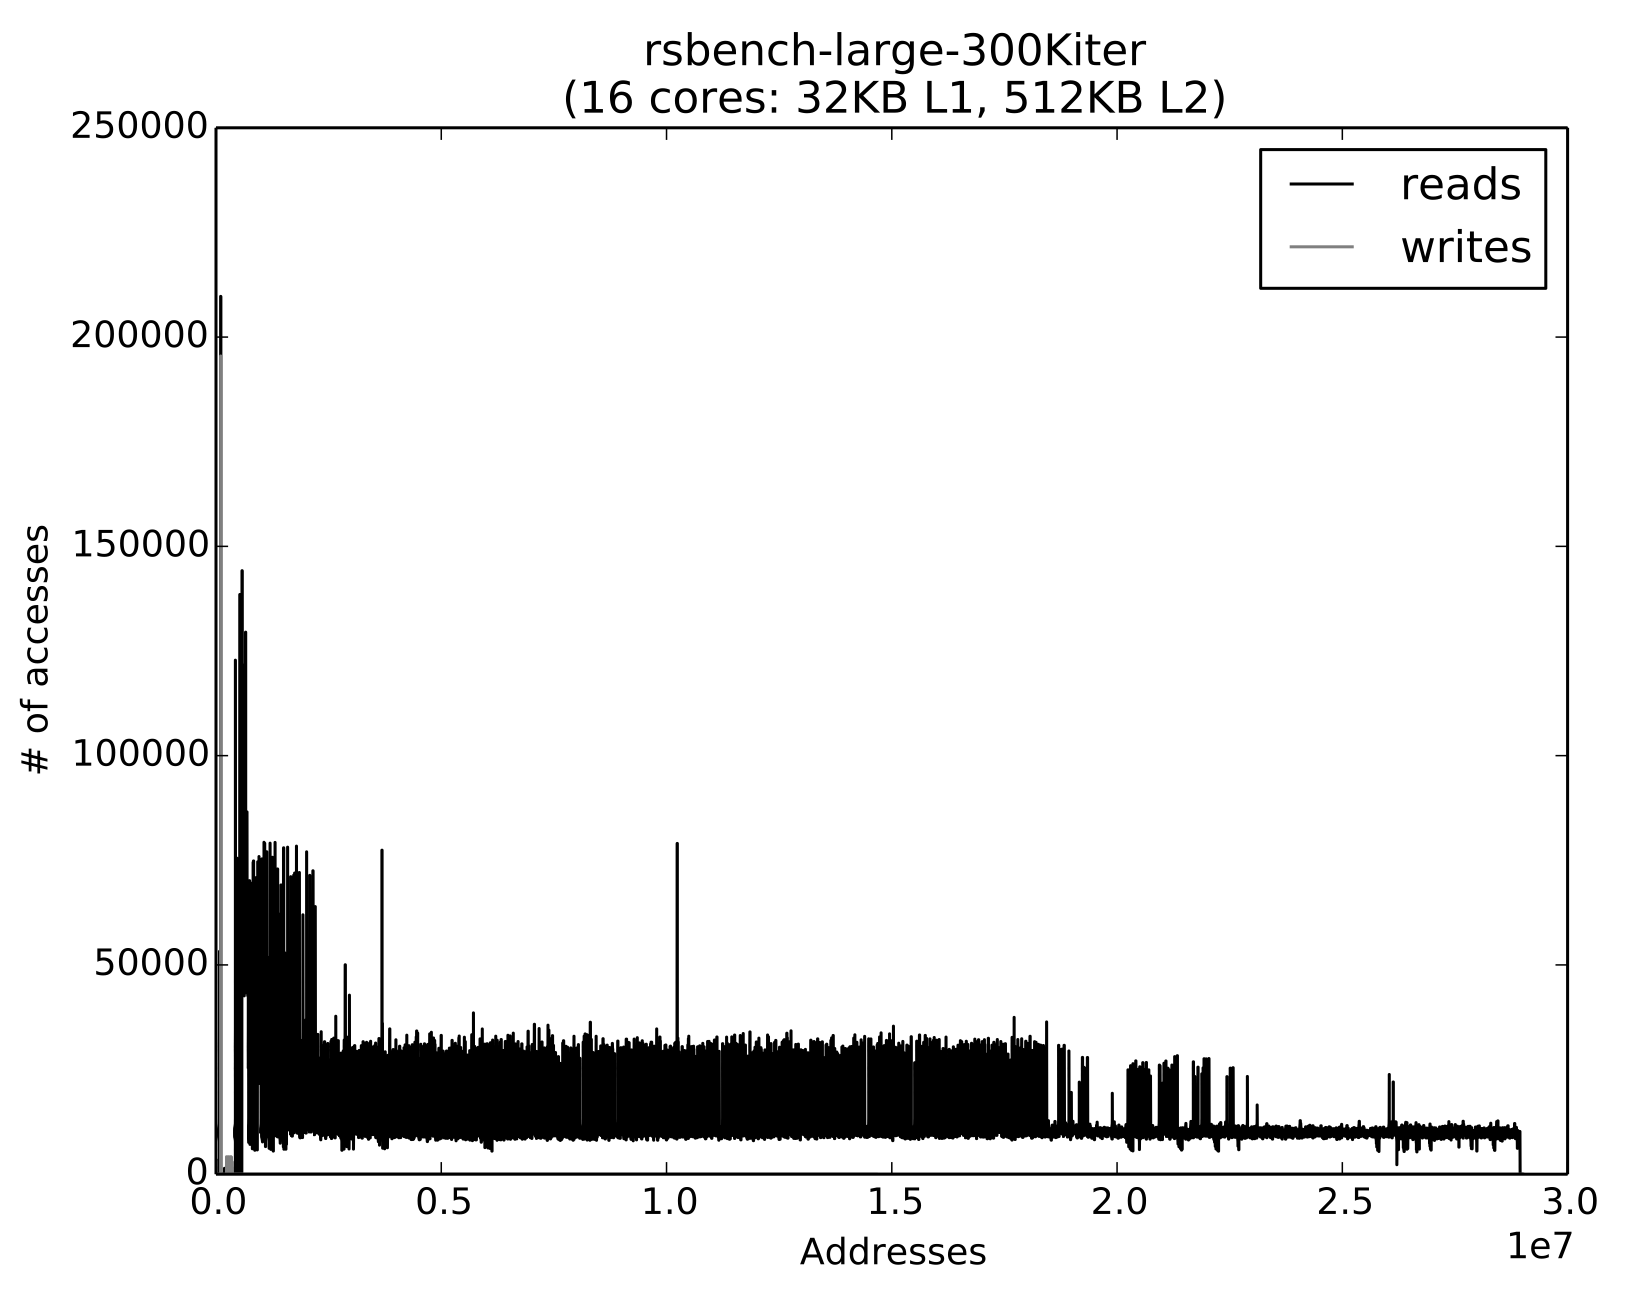 rsbench-large-300Kiter
(16 cores: 32KB L1, 512KB L2)
250000
200000
150000
100000
50000
0
# of accesses
reads
writes
0.0 0.5 1.0 1.5 2.0 2.5 3.0
1e7
Addresses